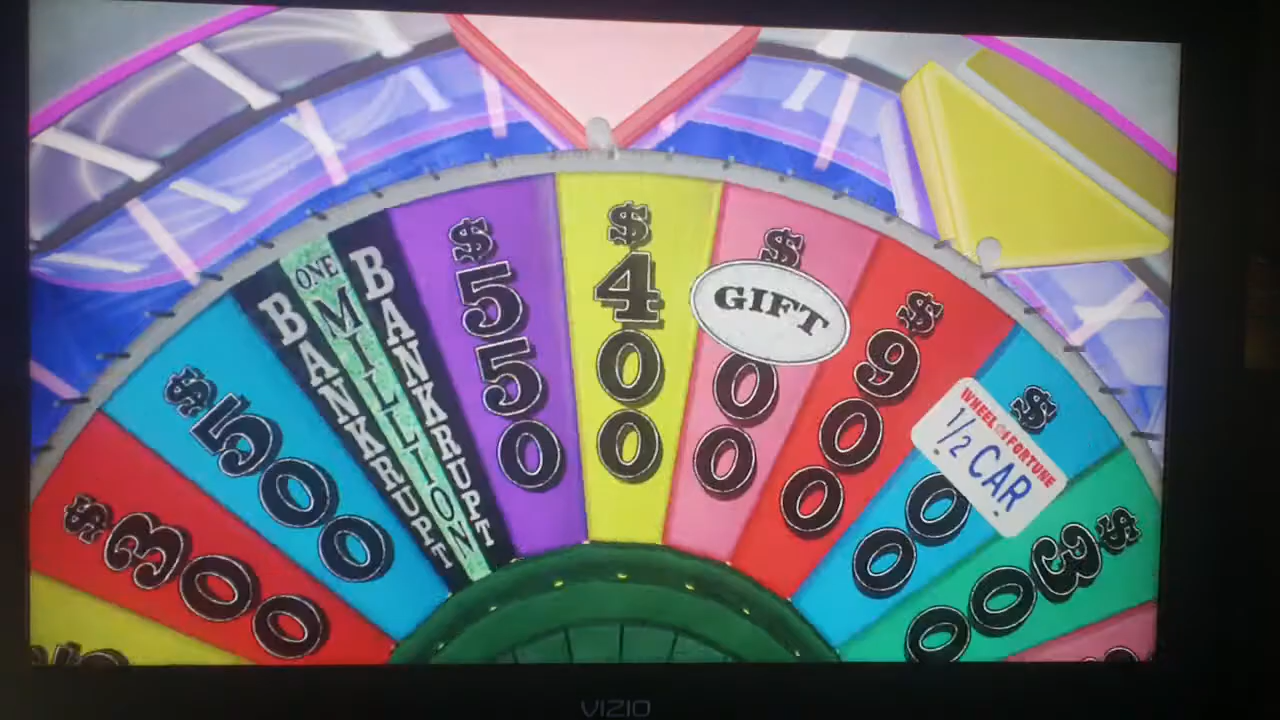 $300
$500
BANKRUPT
ONE MILLION
BANKRUPT
$550
$400
$
GIFT
00
$900
$
WHEEL OF FORTUNE
1/2 CAR
00
$300
VIZIO